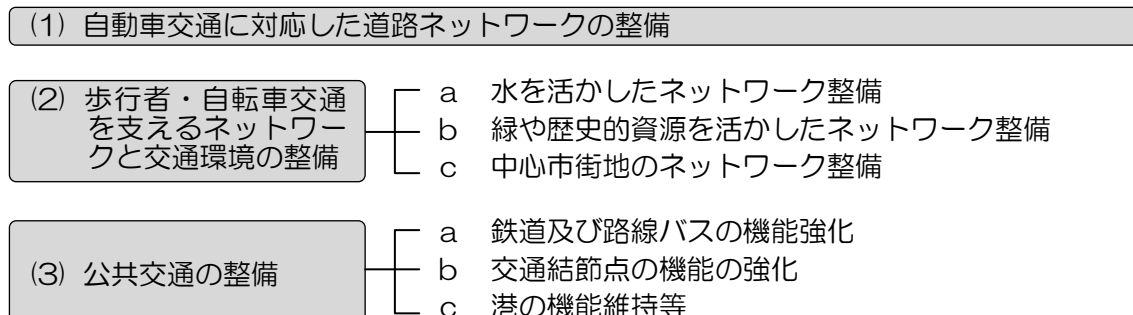 (1) 自動車交通に対応した道路ネットワークの整備
(2) 歩行者・自転車交通
を支えるネットワー
クと交通環境の整備
a 水を活かしたネットワーク整備
b 緑や歴史的資源を活かしたネットワーク整備
c 中心市街地のネットワーク整備
(3) 公共交通の整備
a 鉄道及び路線バスの機能強化
b 交通結節点の機能の強化
c 港の機能維持等